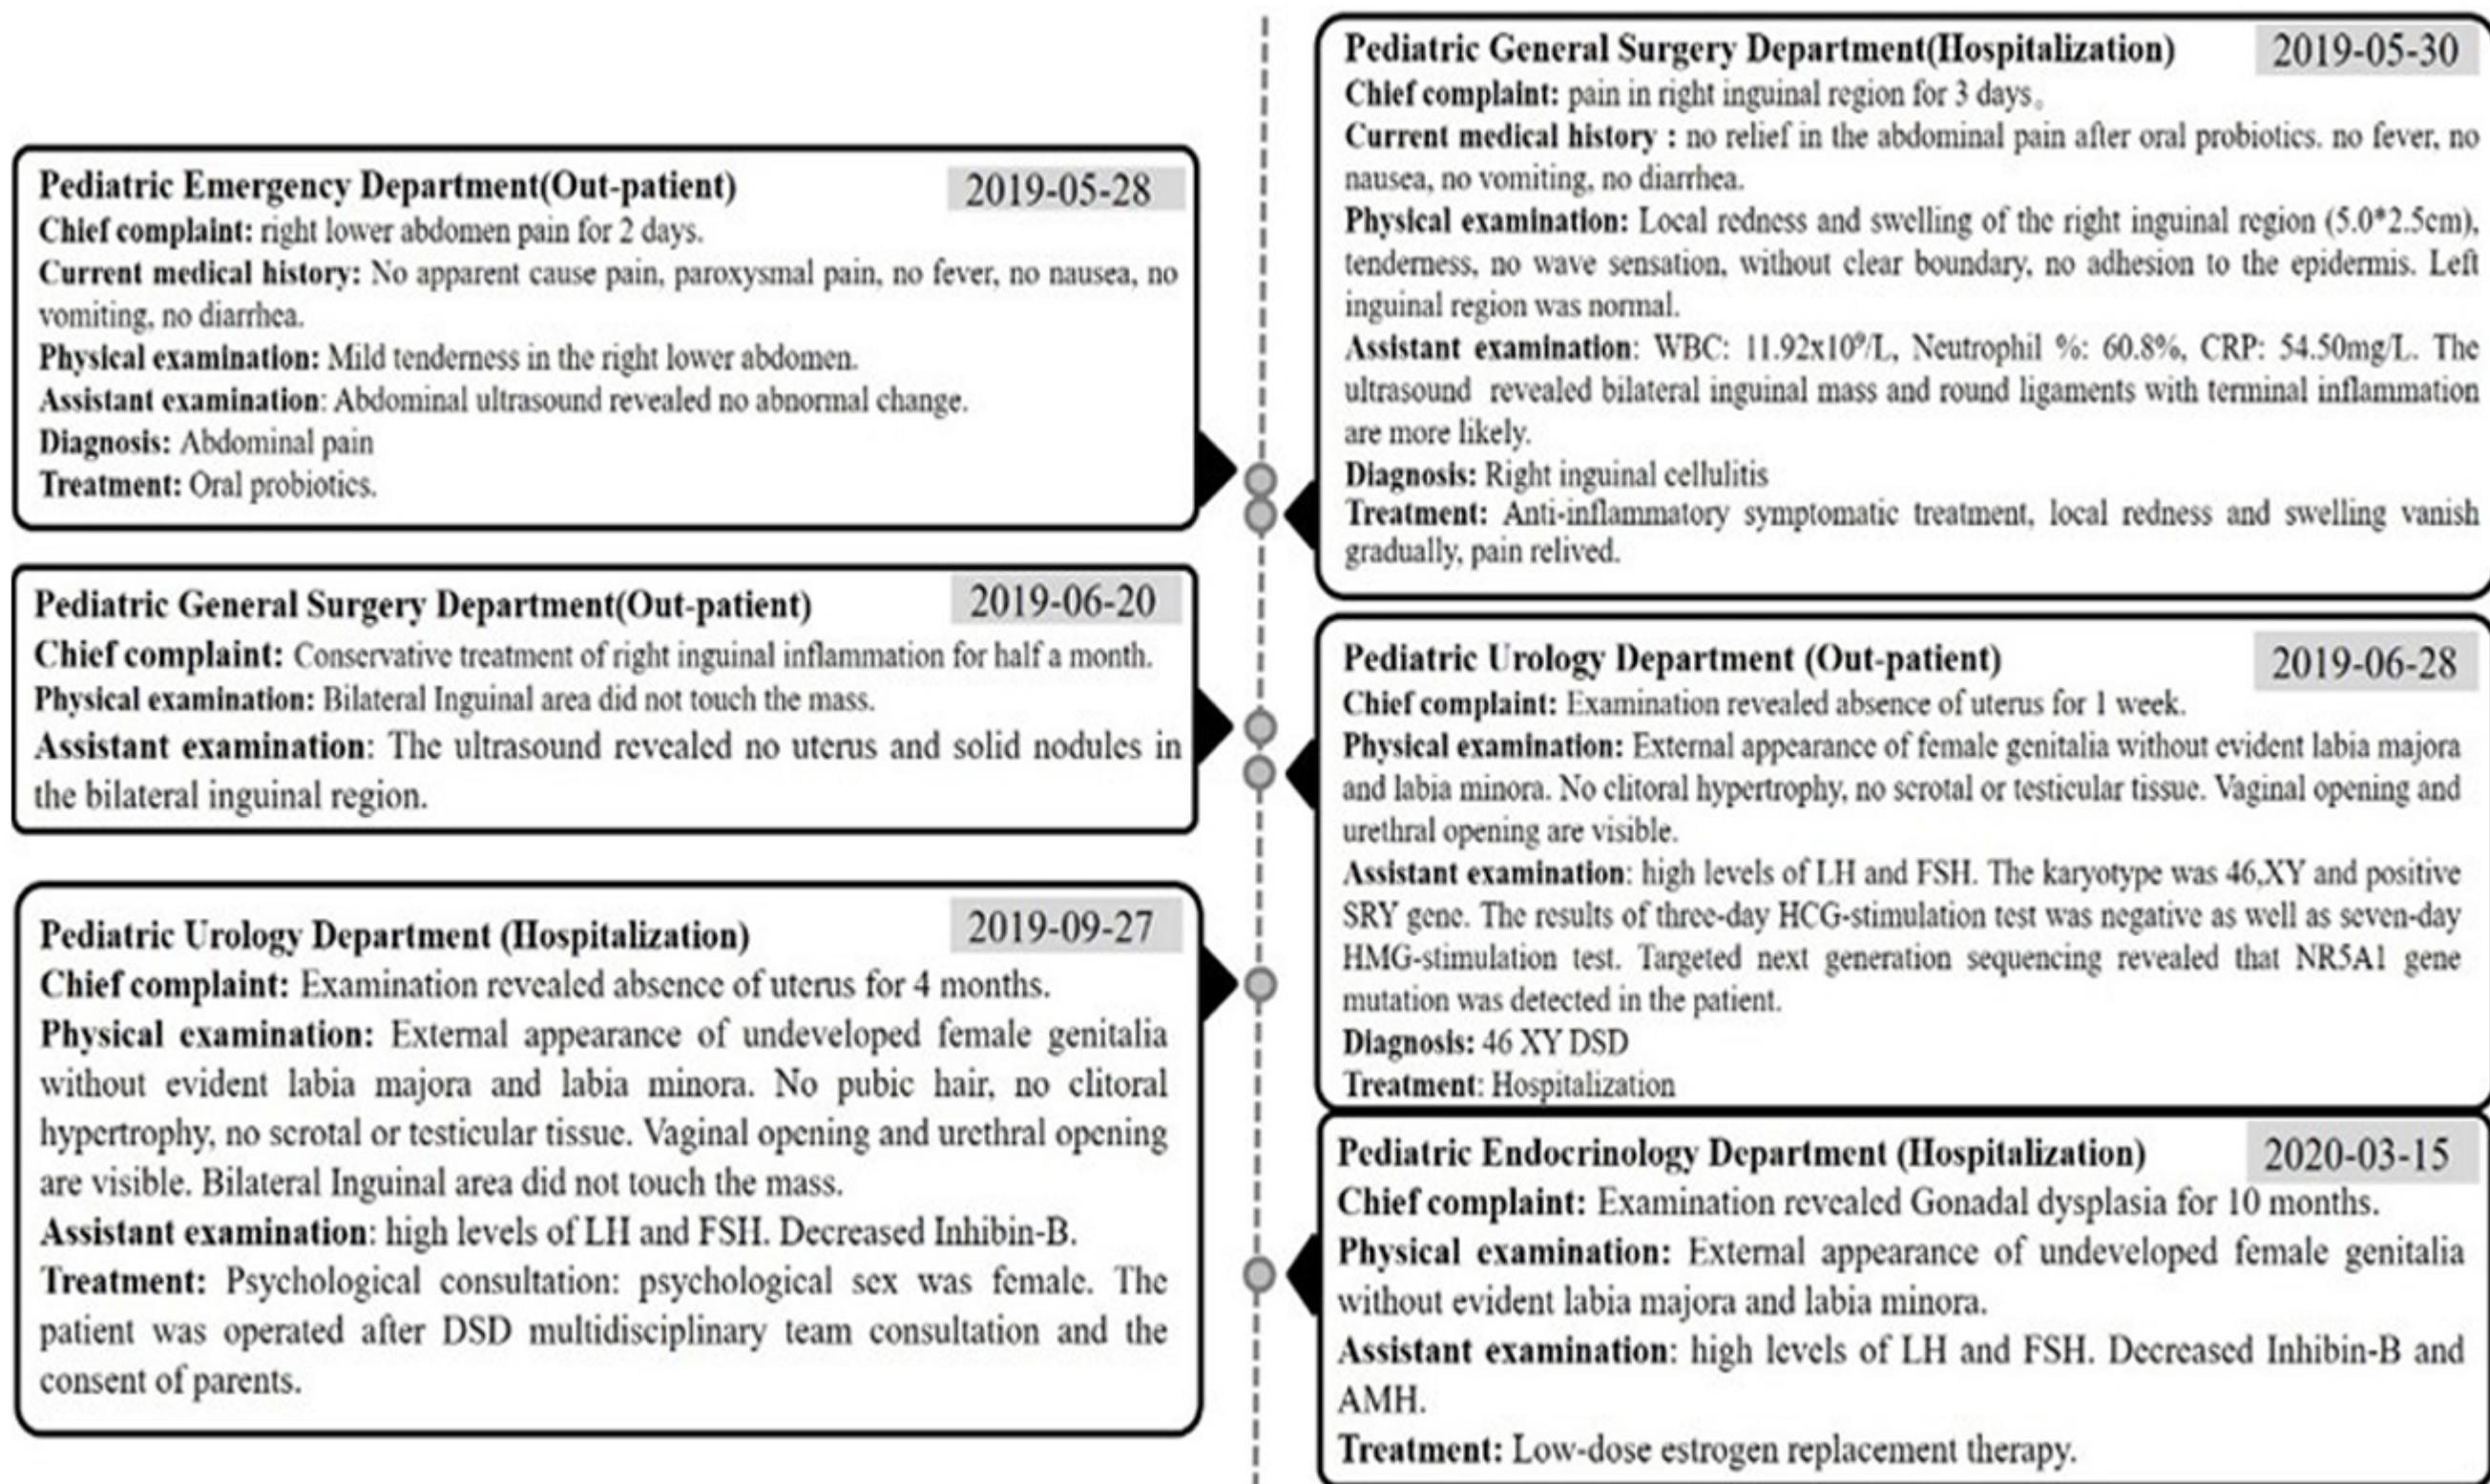 Pediatric Emergency Department(Out-patient) 2019-05-28
Chief complaint: right lower abdomen pain for 2 days.
Current medical history: No apparent cause pain, paroxysmal pain, no fever, no nausea, no
vomiting, no diarrhea.
Physical examination: Mild tenderness in the right lower abdomen.
Assistant examination: Abdominal ultrasound revealed no abnormal change.
Diagnosis: Abdominal pain
Treatment: Oral probiotics.
Pediatric General Surgery Department(Hospitalization) 2019-05-30
Chief complaint: pain in right inguinal region for 3 days。
Current medical history : no relief in the abdominal pain after oral probiotics. no fever, no
nausea, no vomiting, no diarrhea.
Physical examination: Local redness and swelling of the right inguinal region (5.0*2.5cm),
tenderness, no wave sensation, without clear boundary, no adhesion to the epidermis. Left
inguinal region was normal.
Assistant examination: WBC: 11.92x10⁹/L, Neutrophil %: 60.8%, CRP: 54.50mg/L. The
ultrasound revealed bilateral inguinal mass and round ligaments with terminal inflammation
are more likely.
Diagnosis: Right inguinal cellulitis
Treatment: Anti-inflammatory symptomatic treatment, local redness and swelling vanish
gradually, pain relived.
Pediatric General Surgery Department(Out-patient) 2019-06-20
Chief complaint: Conservative treatment of right inguinal inflammation for half a month.
Physical examination: Bilateral Inguinal area did not touch the mass.
Assistant examination: The ultrasound revealed no uterus and solid nodules in
the bilateral inguinal region.
Pediatric Urology Department (Out-patient) 2019-06-28
Chief complaint: Examination revealed absence of uterus for 1 week.
Physical examination: External appearance of female genitalia without evident labia majora
and labia minora. No clitoral hypertrophy, no scrotal or testicular tissue. Vaginal opening and
urethral opening are visible.
Assistant examination: high levels of LH and FSH. The karyotype was 46,XY and positive
SRY gene. The results of three-day HCG-stimulation test was negative as well as seven-day
HMG-stimulation test. Targeted next generation sequencing revealed that NR5A1 gene
mutation was detected in the patient.
Diagnosis: 46 XY DSD
Treatment: Hospitalization
Pediatric Urology Department (Hospitalization) 2019-09-27
Chief complaint: Examination revealed absence of uterus for 4 months.
Physical examination: External appearance of undeveloped female genitalia
without evident labia majora and labia minora. No pubic hair, no clitoral
hypertrophy, no scrotal or testicular tissue. Vaginal opening and urethral opening
are visible. Bilateral Inguinal area did not touch the mass.
Assistant examination: high levels of LH and FSH. Decreased Inhibin-B.
Treatment: Psychological consultation: psychological sex was female. The
patient was operated after DSD multidisciplinary team consultation and the
consent of parents.
Pediatric Endocrinology Department (Hospitalization) 2020-03-15
Chief complaint: Examination revealed Gonadal dysplasia for 10 months.
Physical examination: External appearance of undeveloped female genitalia
without evident labia majora and labia minora.
Assistant examination: high levels of LH and FSH. Decreased Inhibin-B and
AMH.
Treatment: Low-dose estrogen replacement therapy.